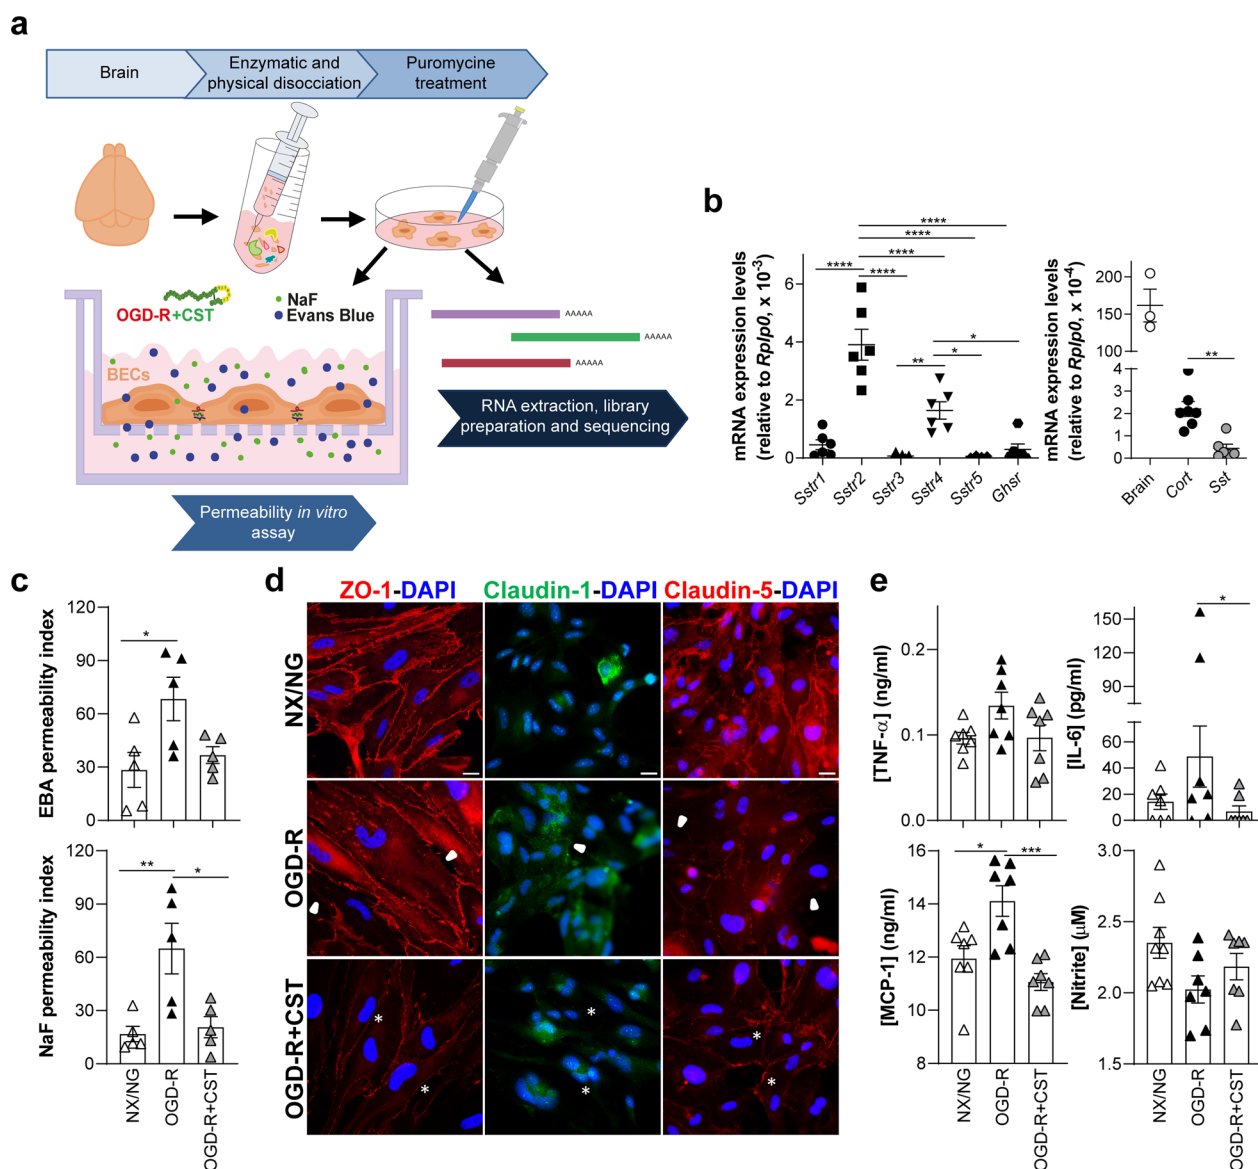 a
Brain
Enzymatic and
physical disocciation
Puromycine
treatment
OGD-R+CST
NaF
Evans Blue
BECs
AAAAA
AAAAA
AAAAA
RNA extraction, library
preparation and sequencing
Permeability in vitro
assay
b
mRNA expression levels
(relative to Rplp0, x 10-3)
6
4
2
0
****
****
****
****
****
*
*
**
Sstr1
Sstr2
Sstr3
Sstr4
Sstr5
Ghsr
mRNA expression levels
(relative to Rplp0, x 10-4)
200
150
100
4
3
2
1
0
**
Brain
Cort
Sst
c
EBA permeability index
120
90
60
30
0
*
NaF permeability index
120
90
60
30
0
**
*
NX/NG
OGD-R
OGD-R+CST
d
ZO-1-DAPI
Claudin-1-DAPI
Claudin-5-DAPI
NX/NG
OGD-R
OGD-R+CST
*
*
*
*
*
*
e
[TNF-α] (ng/ml)
0.2
0.1
0.0
[IL-6] (pg/ml)
150
120
90
60
40
20
0
*
[MCP-1] (ng/ml)
16
14
12
10
8
*
***
NX/NG
OGD-R
OGD-R+CST
[Nitrite] (μM)
3.0
2.5
2.0
1.5
NX/NG
OGD-R
OGD-R+CST